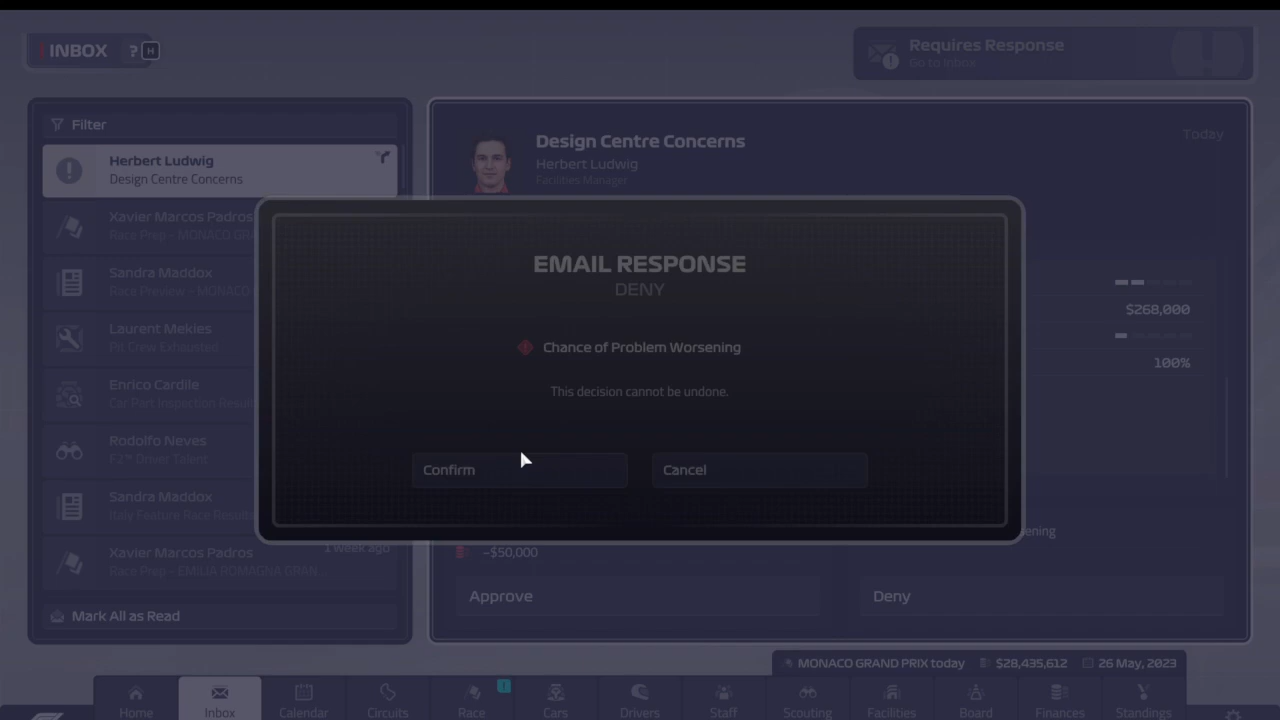 INBOX ? H
Requires Response
Go to Inbox
Filter
Herbert Ludwig
Design Centre Concerns
Xavier Marcos Padros
Race Prep - MONACO GRA
Sandra Maddox
Race Preview - MONACO
Laurent Mekies
Pit Crew Exhausted
Enrico Cardile
Car Part Inspection Result
Rodolfo Neves
F2™ Driver Talent
Sandra Maddox
Italy Feature Race Results
Xavier Marcos Padros
1 week ago
Race Prep - EMILIA ROMAGNA GRAN...
Mark All as Read
Design Centre Concerns
Today
Herbert Ludwig
Facilities Manager
$268,000
100%
EMAIL RESPONSE
DENY
Chance of Problem Worsening
This decision cannot be undone.
Confirm
Cancel
ening
-$50,000
Approve
Deny
MONACO GRAND PRIX today
$28,435,612
26 May, 2023
Home
Inbox
Calendar
Circuits
Race
Cars
Drivers
Staff
Scouting
Facilities
Board
Finances
Standings